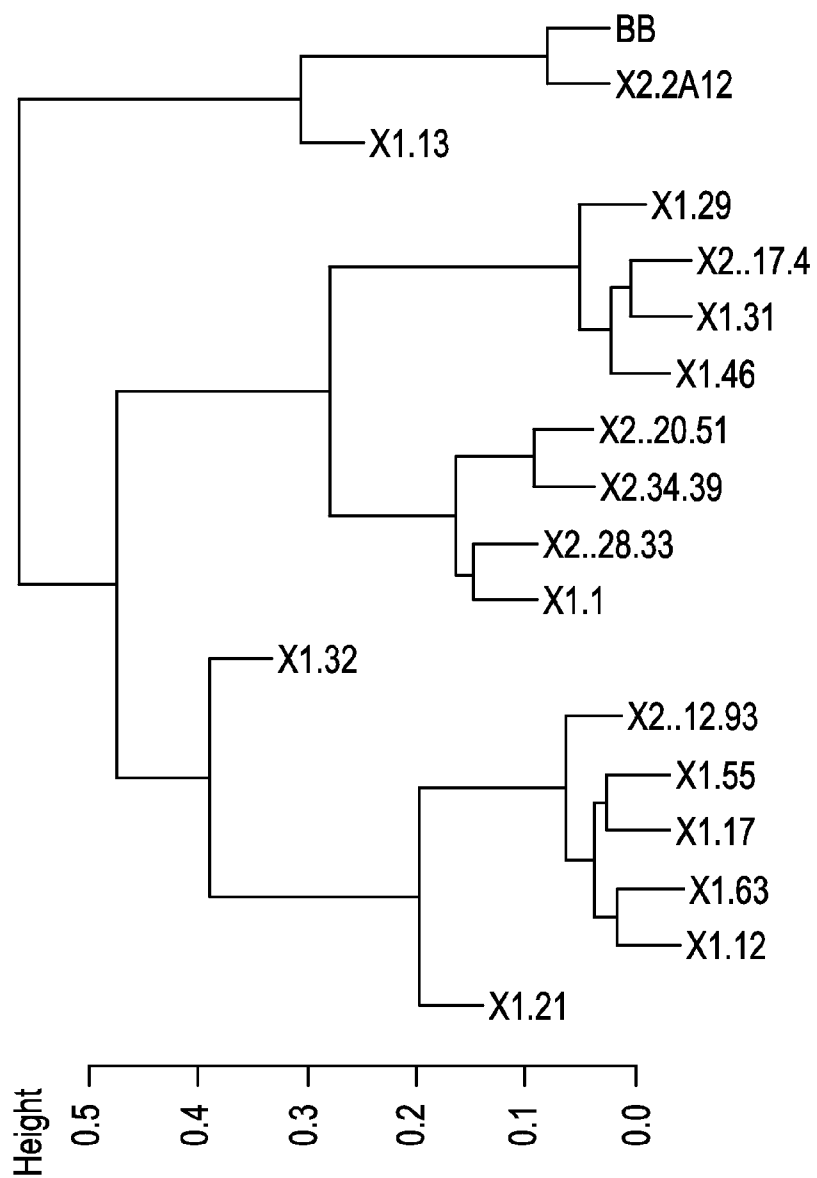 BB
X2.2A12
X1.13
X1.29
X2..17.4
X1.31
X1.46
X2..20.51
X2.34.39
X2..28.33
X1.1
X1.32
X2..12.93
X1.55
X1.17
X1.63
X1.12
X1.21
Height
0.5
0.4
0.3
0.2
0.1
0.0